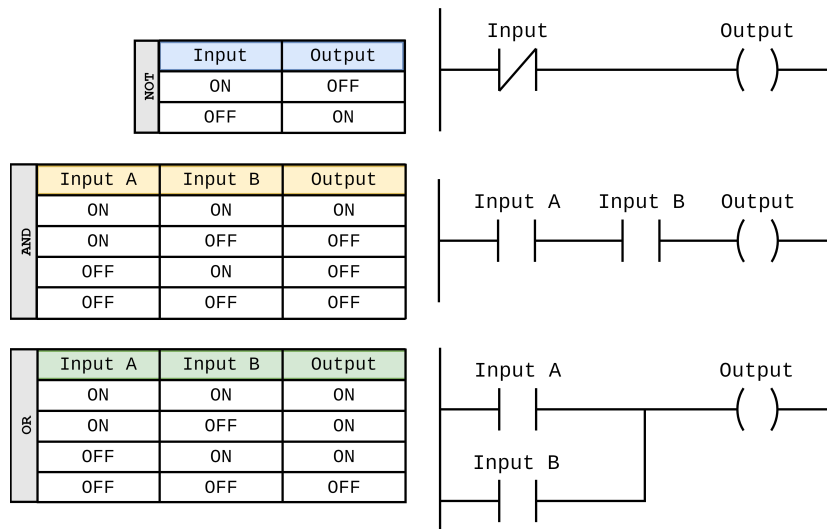 NOT
Input Output
ON OFF
OFF ON
Input Output
AND
Input A Input B Output
ON ON ON
ON OFF OFF
OFF ON OFF
OFF OFF OFF
Input A Input B Output
OR
Input A Input B Output
ON ON ON
ON OFF ON
OFF ON ON
OFF OFF OFF
Input A Output
Input B